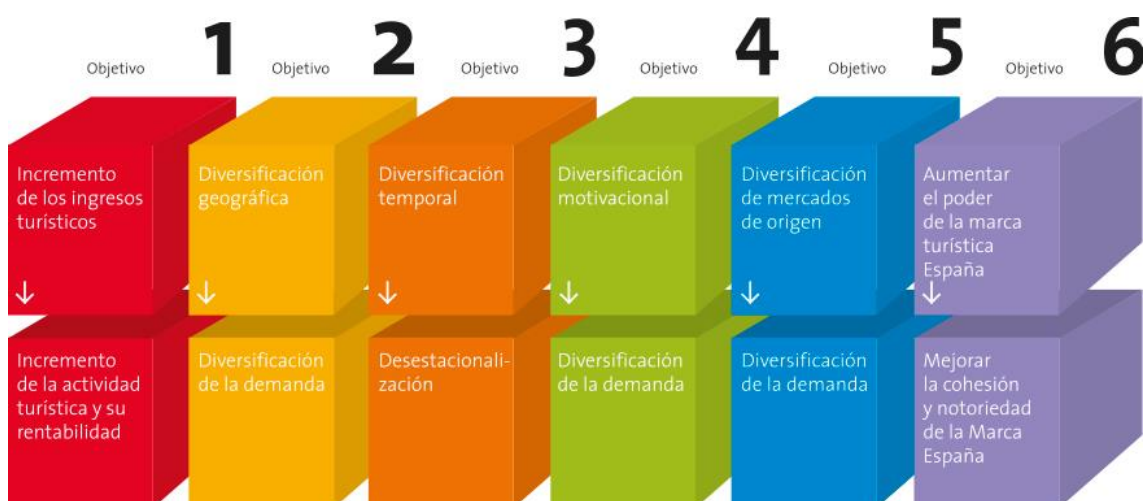 Objetivo 1
Objetivo 2
Objetivo 3
Objetivo 4
Objetivo 5
Objetivo 6
Incremento
de los ingresos
turísticos
↓
Diversificación
geográfica
↓
Diversificación
temporal
↓
Diversificación
motivacional
↓
Diversificación
de mercados
de origen
↓
Aumentar
el poder
de la marca
turística
España
↓
Incremento
de la actividad
turística y su
rentabilidad
Diversificación
de la demanda
Desestacionali-
zación
Diversificación
de la demanda
Diversificación
de la demanda
Mejorar
la cohesión
y notoriedad
de la Marca
España